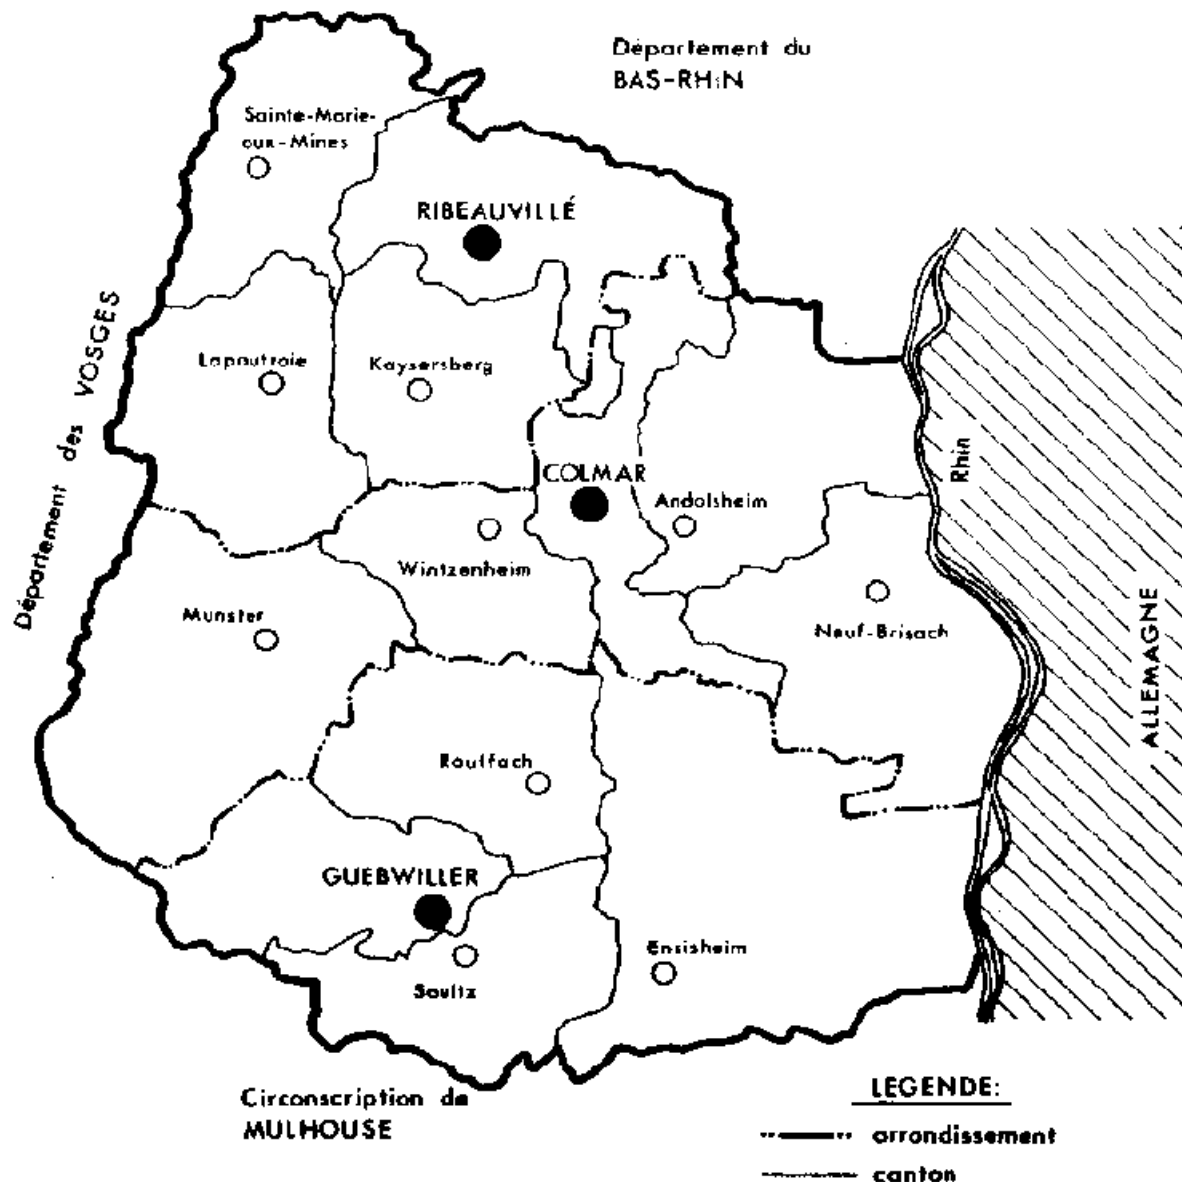 Département du
BAS-RHIN
Sainte-Marie-
aux-Mines
RIBEAUVILLÉ
Département des VOSGES
Lapoutroie
Kaysersberg
COLMAR
Andolsheim
Rhin
Wintzenheim
Munster
Neuf-Brisach
ALLEMAGNE
Rouffach
GUEBWILLER
Ensisheim
Soultz
Circonscription de
MULHOUSE
LEGENDE:
arrondissement
canton